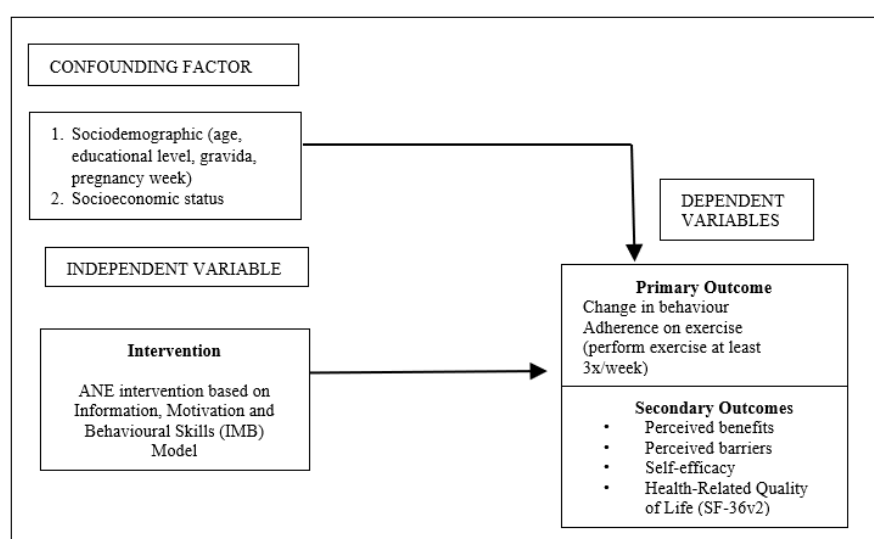 CONFOUNDING FACTOR
1. Sociodemographic (age,
educational level, gravida,
pregnancy week)
2. Socioeconomic status
DEPENDENT
VARIABLES
INDEPENDENT VARIABLE
Primary Outcome
Change in behaviour
Adherence on exercise
(perform exercise at least
3x/week)
Intervention
ANE intervention based on
Information, Motivation and
Behavioural Skills (IMB)
Model
Secondary Outcomes
• Perceived benefits
• Perceived barriers
• Self-efficacy
• Health-Related Quality
of Life (SF-36v2)